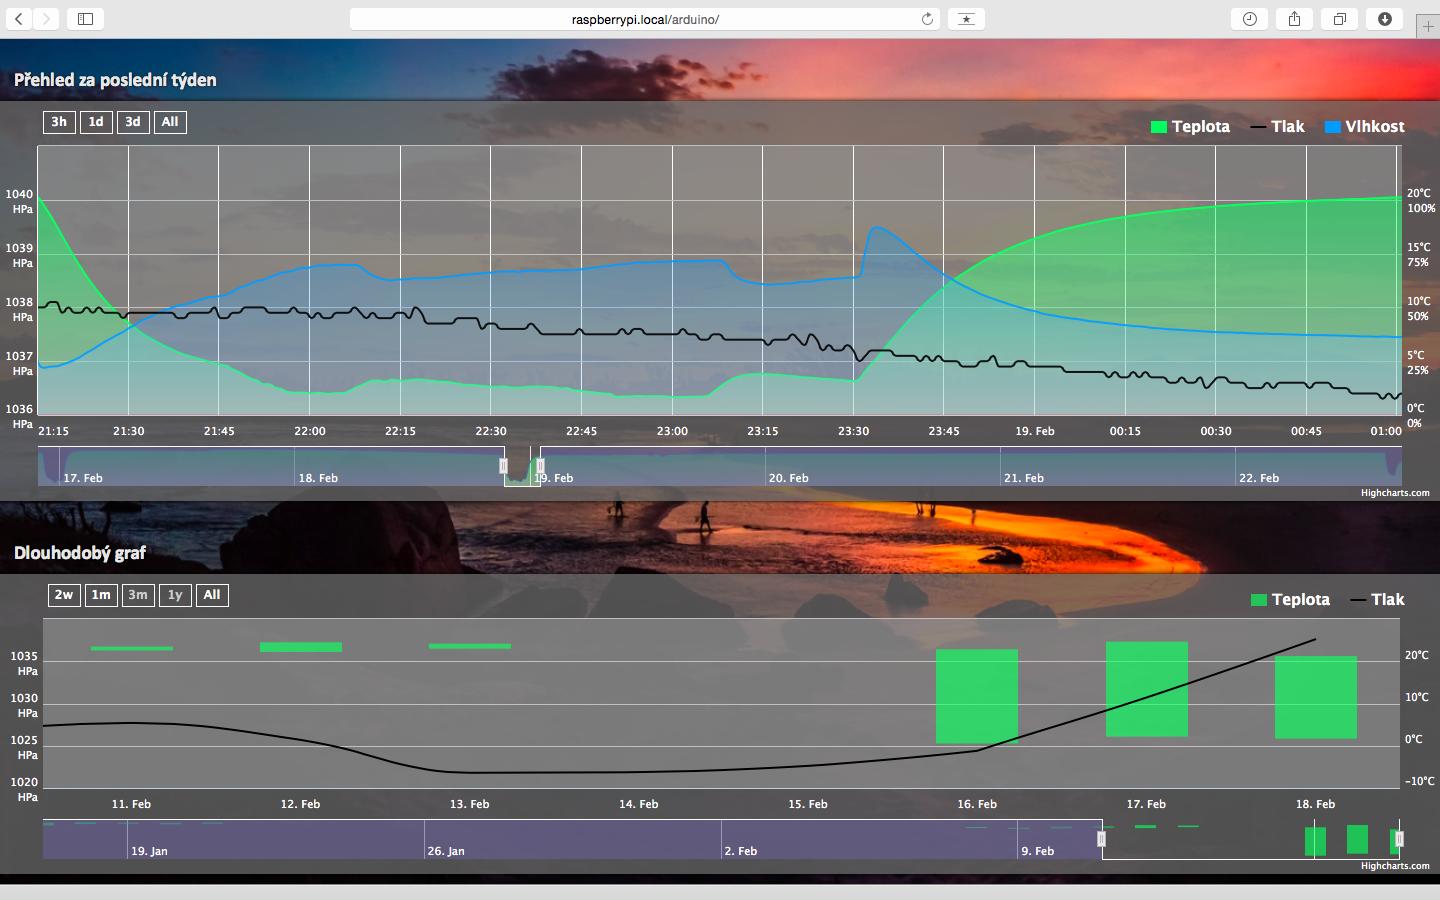 raspberrypi.local/arduino/
Přehled za poslední týden
3h 1d 3d All
Teplota Tlak Vlhkost
1040 HPa
1039 HPa
1038 HPa
1037 HPa
1036 HPa
20°C 100%
15°C 75%
10°C 50%
5°C 25%
0°C 0%
21:15 21:30 21:45 22:00 22:15 22:30 22:45 23:00 23:15 23:30 23:45 19. Feb 00:15 00:30 00:45 01:00
17. Feb 18. Feb 19. Feb 20. Feb 21. Feb 22. Feb
Highcharts.com
Dlouhodobý graf
2w 1m 3m 1y All
Teplota Tlak
1035 HPa
1030 HPa
1025 HPa
1020 HPa
20°C
10°C
0°C
-10°C
11. Feb 12. Feb 13. Feb 14. Feb 15. Feb 16. Feb 17. Feb 18. Feb
19. Jan 26. Jan 2. Feb 9. Feb
Highcharts.com